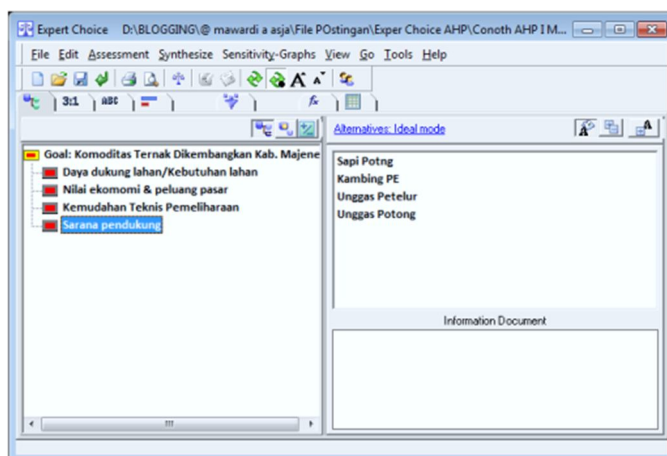 Expert Choice D:\BLOGGING\@ mawardi a asja\File POstingan\Exper Choice AHP\Conoth AHP I M...
File Edit Assessment Synthesize Sensitivity-Graphs View Go Tools Help
3:1 ABC fx
Alternatives: Ideal mode
Goal: Komoditas Ternak Dikembangkan Kab. Majene
Daya dukung lahan/Kebutuhan lahan
Nilai ekomomi & peluang pasar
Kemudahan Teknis Pemeliharaan
Sarana pendukung
Sapi Potng
Kambing PE
Unggas Petelur
Unggas Potong
Information Document